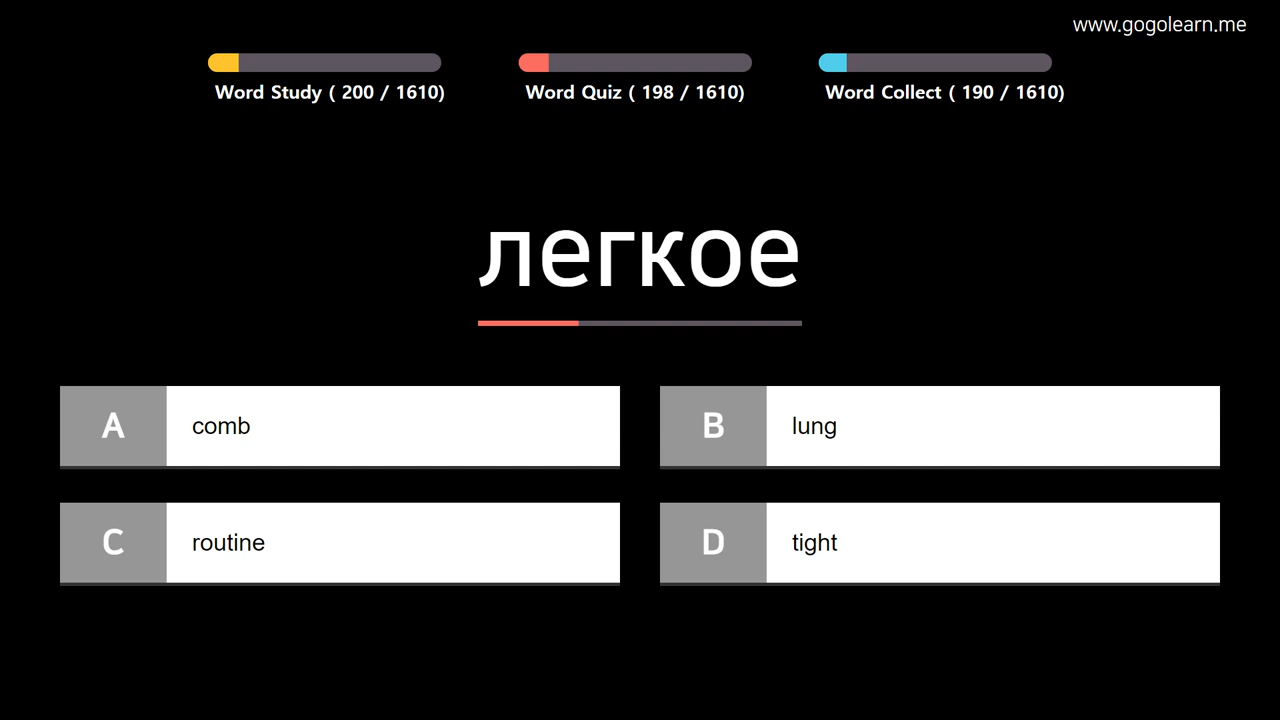 www.gogolearn.me
Word Study ( 200 / 1610)
Word Quiz ( 198 / 1610)
Word Collect ( 190 / 1610)
легкое
A comb
B lung
C routine
D tight